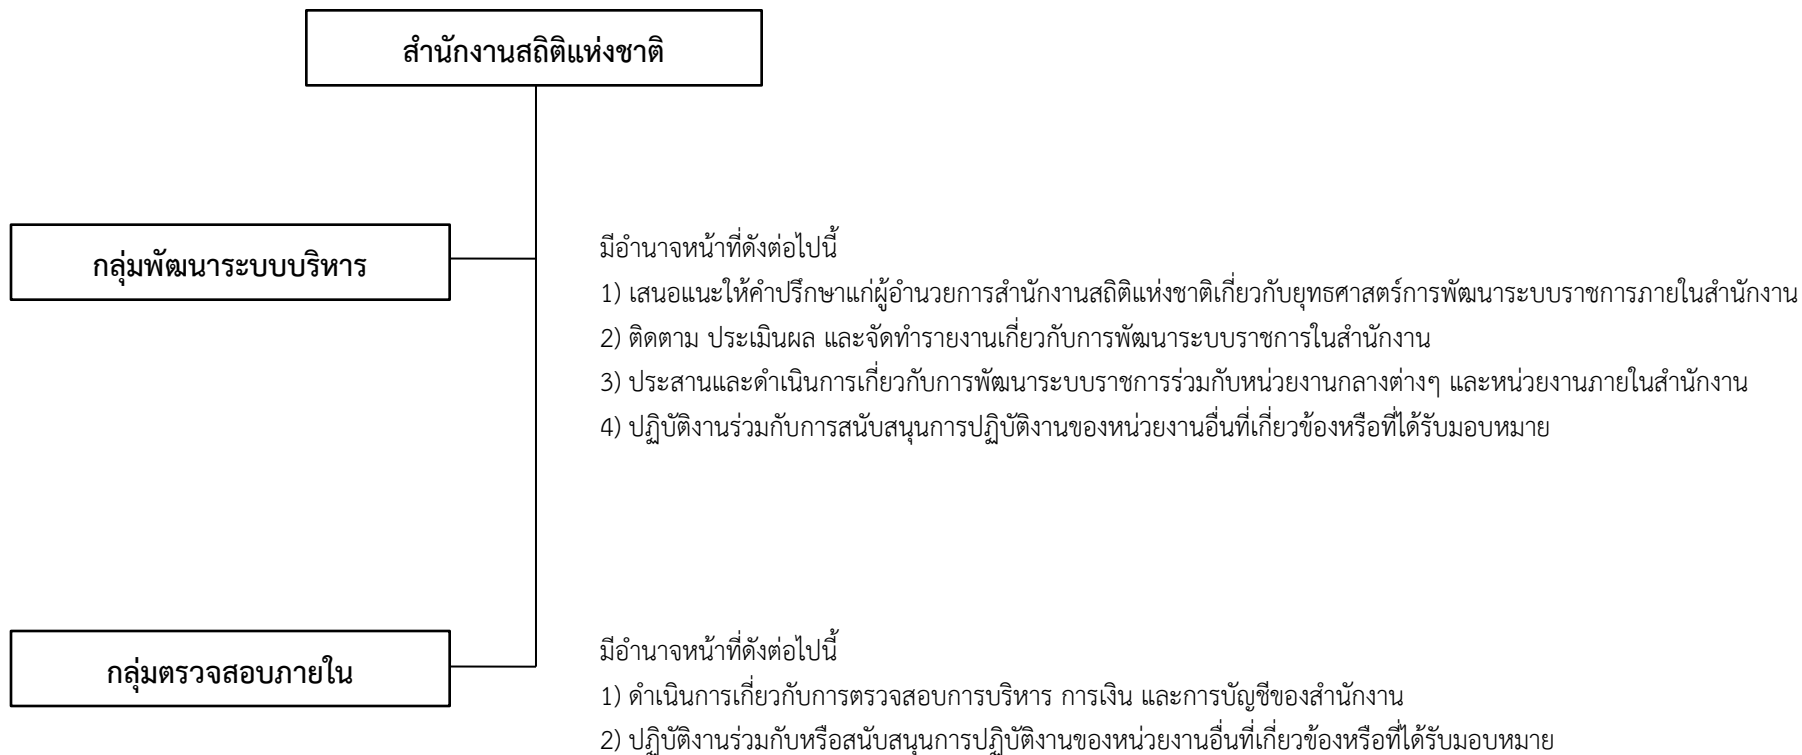 สำนักงานสถิติแห่งชาติ
กลุ่มพัฒนาระบบบริหาร
มีอำนาจหน้าที่ดังต่อไปนี้
1) เสนอแนะให้คำปรึกษาแก่ผู้อำนวยการสำนักงานสถิติแห่งชาติเกี่ยวกับยุทธศาสตร์การพัฒนาระบบราชการภายในสำนักงาน
2) ติดตาม ประเมินผล และจัดทำรายงานเกี่ยวกับการพัฒนาระบบราชการในสำนักงาน
3) ประสานและดำเนินการเกี่ยวกับการพัฒนาระบบราชการร่วมกับหน่วยงานกลางต่างๆ และหน่วยงานภายในสำนักงาน
4) ปฏิบัติงานร่วมกับการสนับสนุนการปฏิบัติงานของหน่วยงานอื่นที่เกี่ยวข้องหรือที่ได้รับมอบหมาย
กลุ่มตรวจสอบภายใน
มีอำนาจหน้าที่ดังต่อไปนี้
1) ดำเนินการเกี่ยวกับการตรวจสอบการบริหาร การเงิน และการบัญชีของสำนักงาน
2) ปฏิบัติงานร่วมกับหรือสนับสนุนการปฏิบัติงานของหน่วยงานอื่นที่เกี่ยวข้องหรือที่ได้รับมอบหมาย